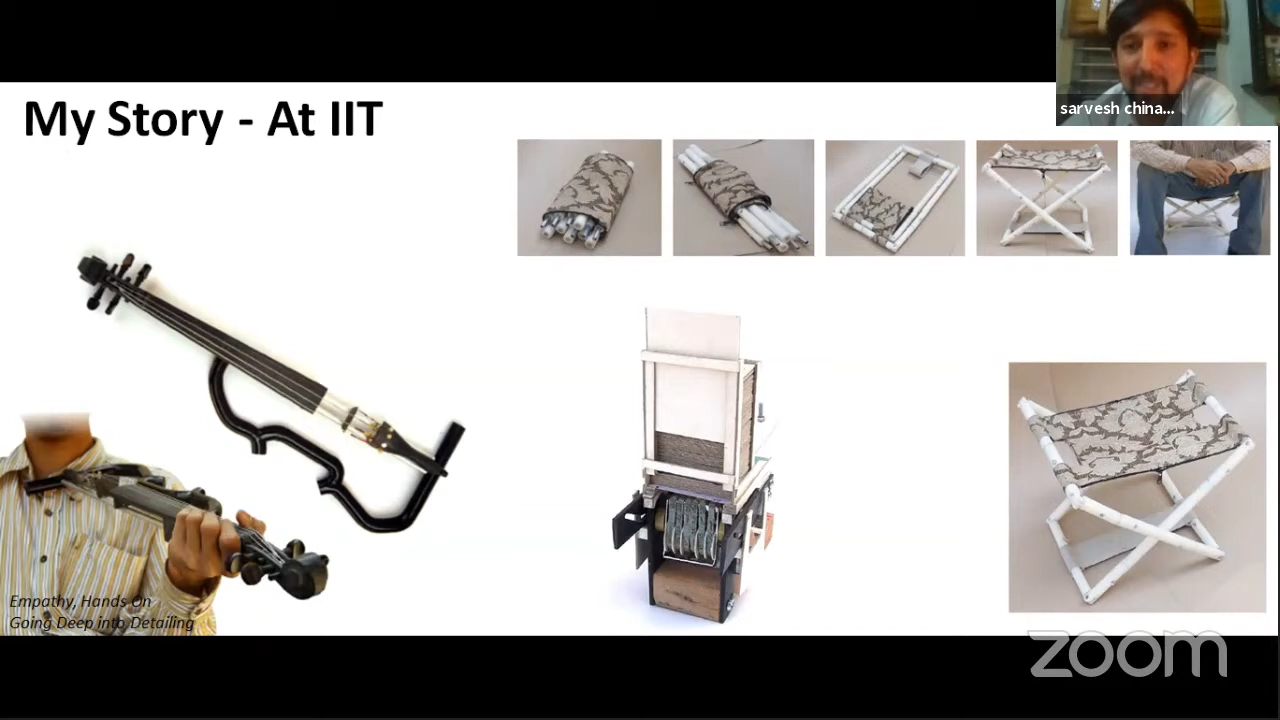 My Story - At IIT
sarvesh china...
Empathy, Hands On
Going Deep into Detailing
zoom